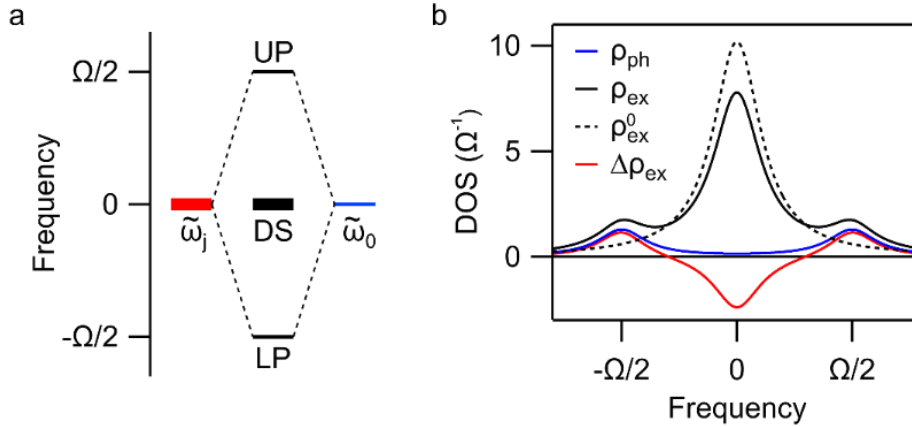 a
Frequency
Ω/2
0
-Ω/2
UP
ω̃j
DS
ω̃0
LP
b
DOS (Ω⁻¹)
10
5
0
ρph
ρex
ρ⁰ex
Δρex
-Ω/2 0 Ω/2
Frequency